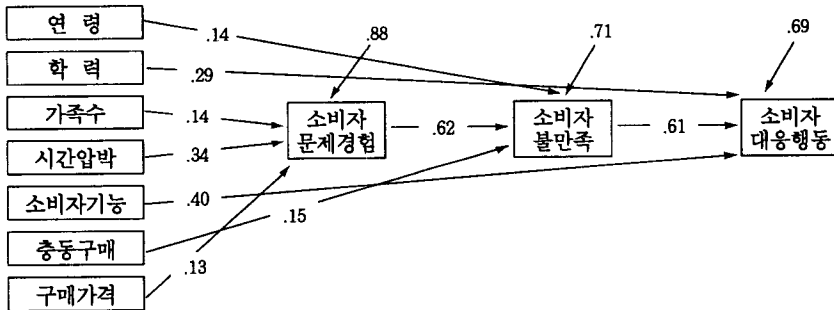 연 령
.14
.88
.71
.69
학 력
.29
가족수
.14
소비자
문제경험
.62
소비자
불만족
.61
소비자
대응행동
시간압박
.34
소비자기능
.40
.15
충동구매
.13
구매가격